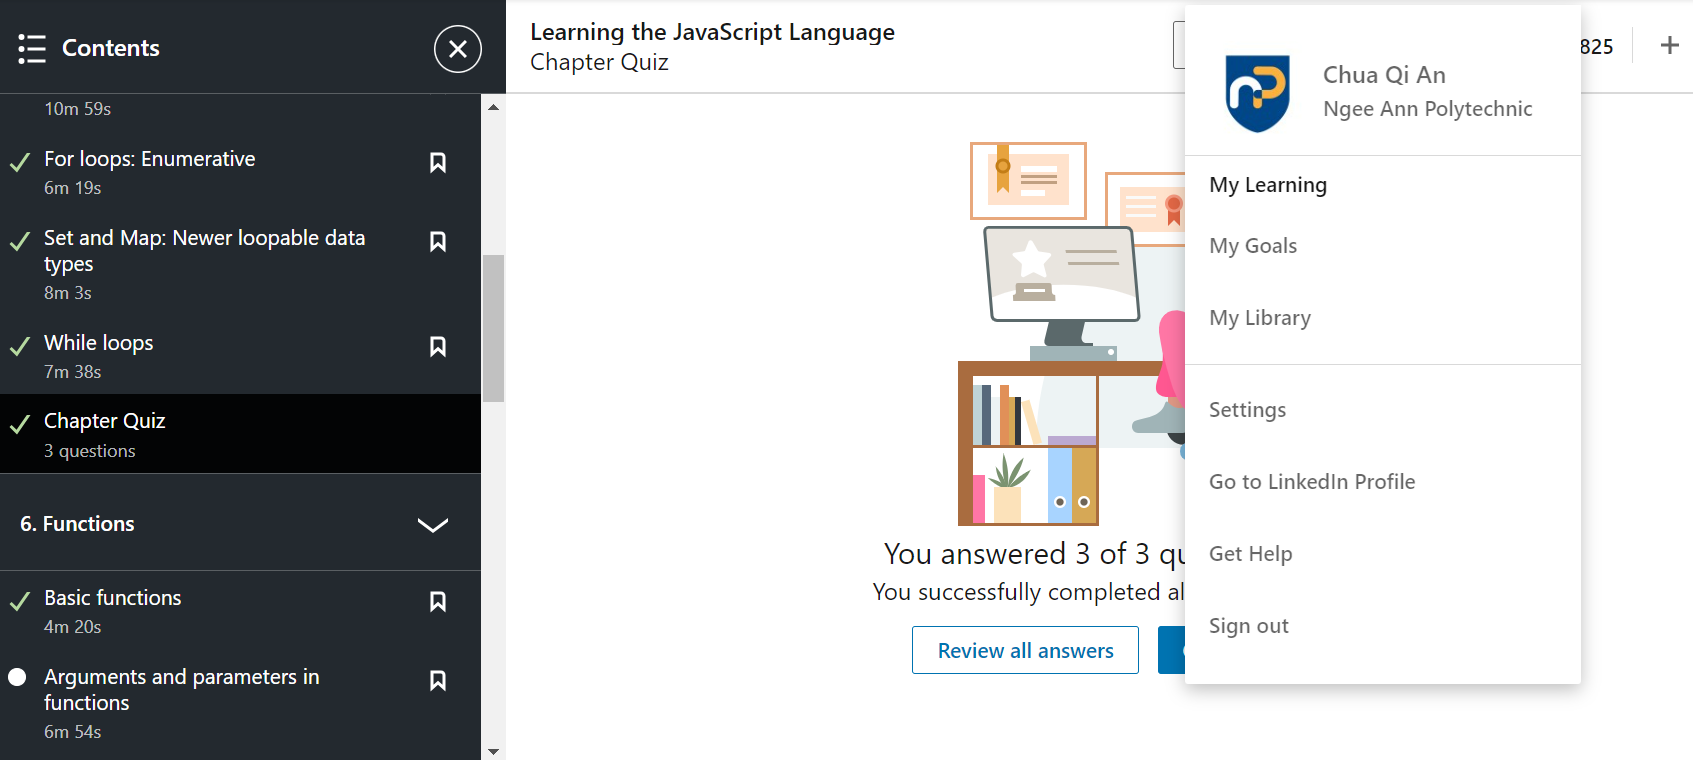 Contents
10m 59s
For loops: Enumerative
6m 19s
Set and Map: Newer loopable data
types
8m 3s
While loops
7m 38s
Chapter Quiz
3 questions
6. Functions
Basic functions
4m 20s
Arguments and parameters in
functions
6m 54s
Learning the JavaScript Language
Chapter Quiz
825
You answered 3 of 3 qu
You successfully completed al
Review all answers
Chua Qi An
Ngee Ann Polytechnic
My Learning
My Goals
My Library
Settings
Go to LinkedIn Profile
Get Help
Sign out